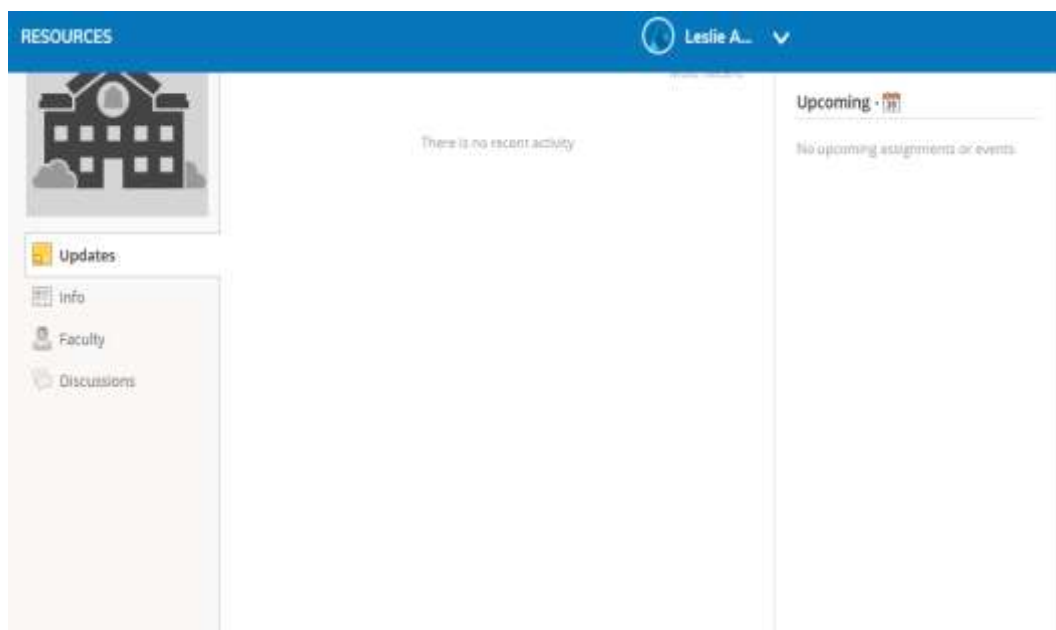 RESOURCES
Leslie A...
Upcoming ·
There is no recent activity
No upcoming assignments or events
Updates
Info
Faculty
Discussions